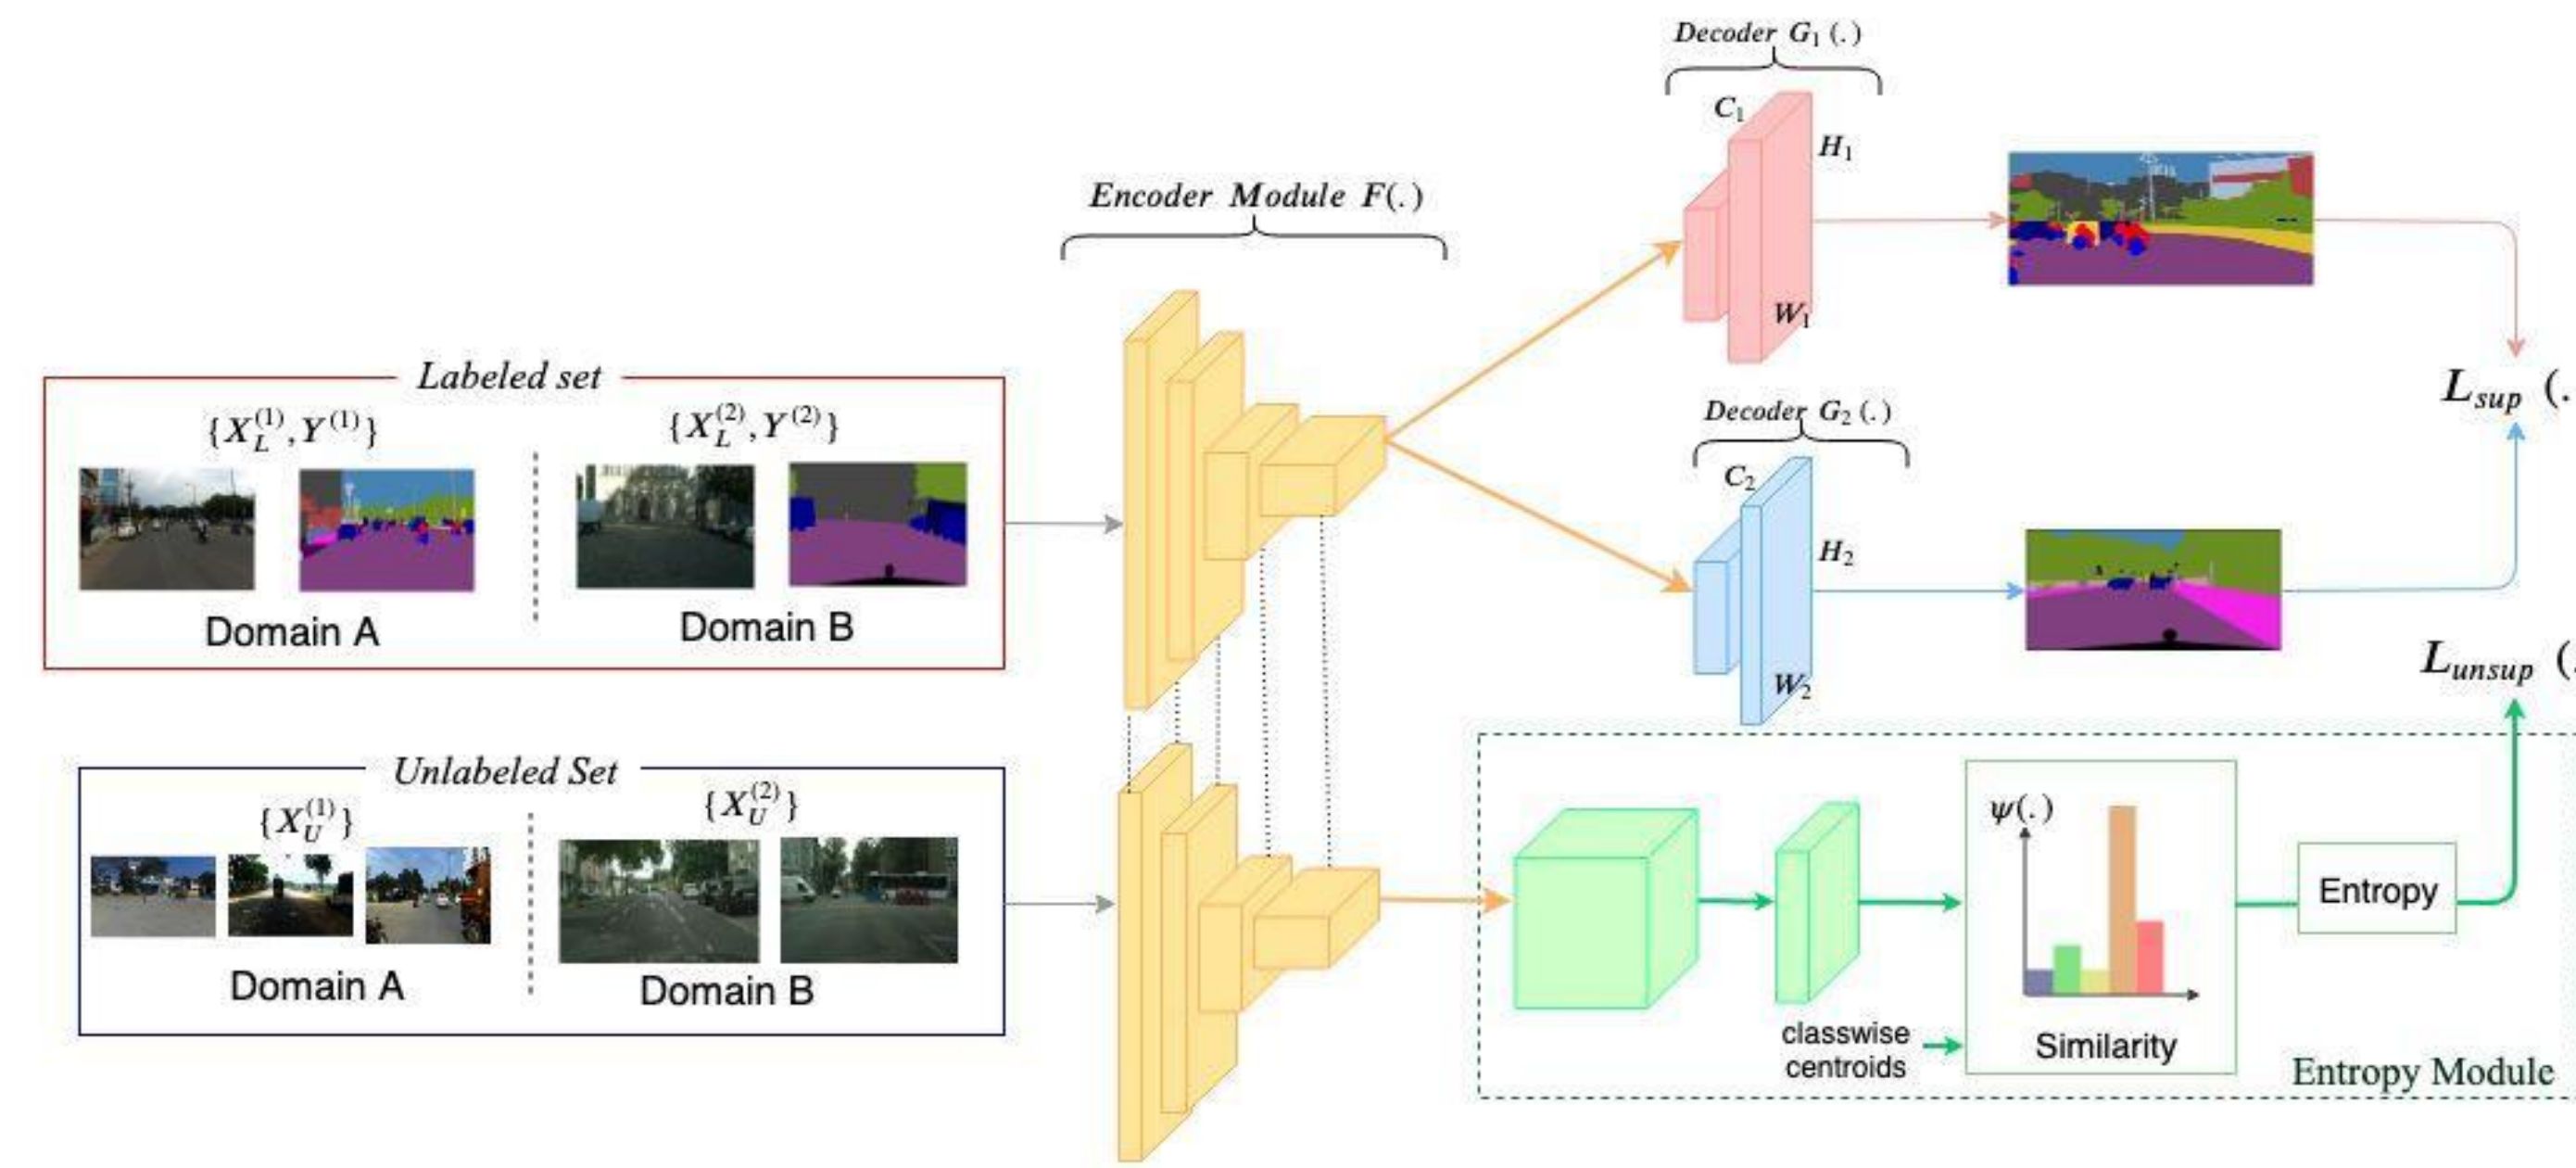 Decoder G₁ (.)
C₁
H₁
W₁
Encoder Module F(.)
Labeled set
{X_L^(1), Y^(1)}
{X_L^(2), Y^(2)}
Domain A
Domain B
Decoder G₂ (.)
C₂
H₂
W₂
L_sup (.
L_unsup (.
Unlabeled Set
{X_U^(1)}
{X_U^(2)}
Domain A
Domain B
ψ(.)
Similarity
classwise
centroids
Entropy
Entropy Module